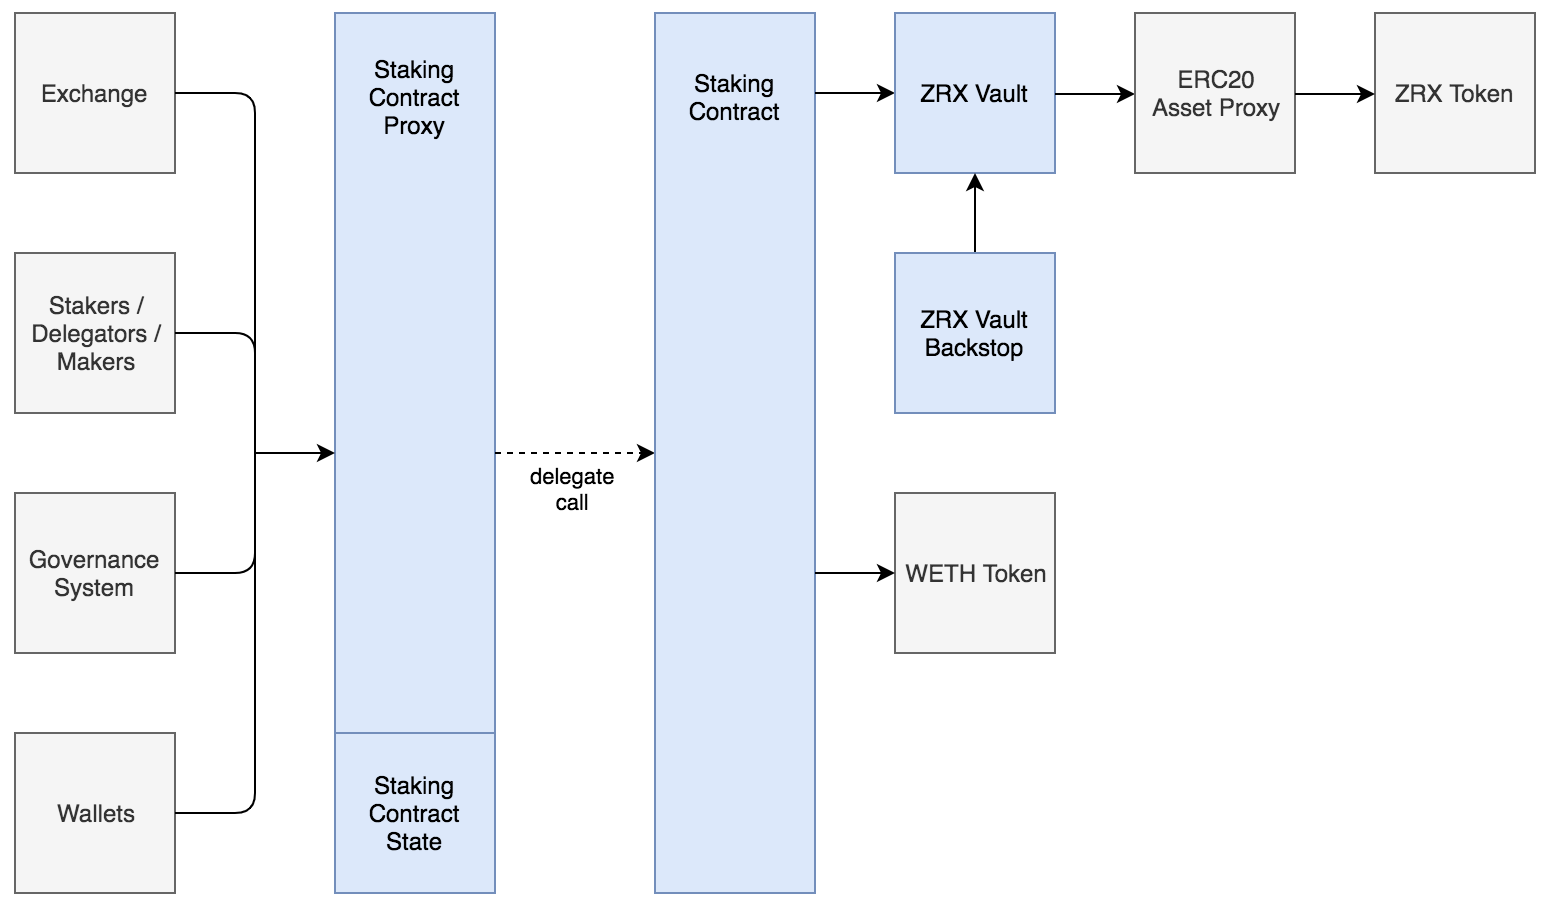 Exchange
Staking
Contract
Proxy
Staking
Contract
ZRX Vault
ERC20
Asset Proxy
ZRX Token
Stakers /
Delegators /
Makers
ZRX Vault
Backstop
delegate
call
Governance
System
WETH Token
Wallets
Staking
Contract
State